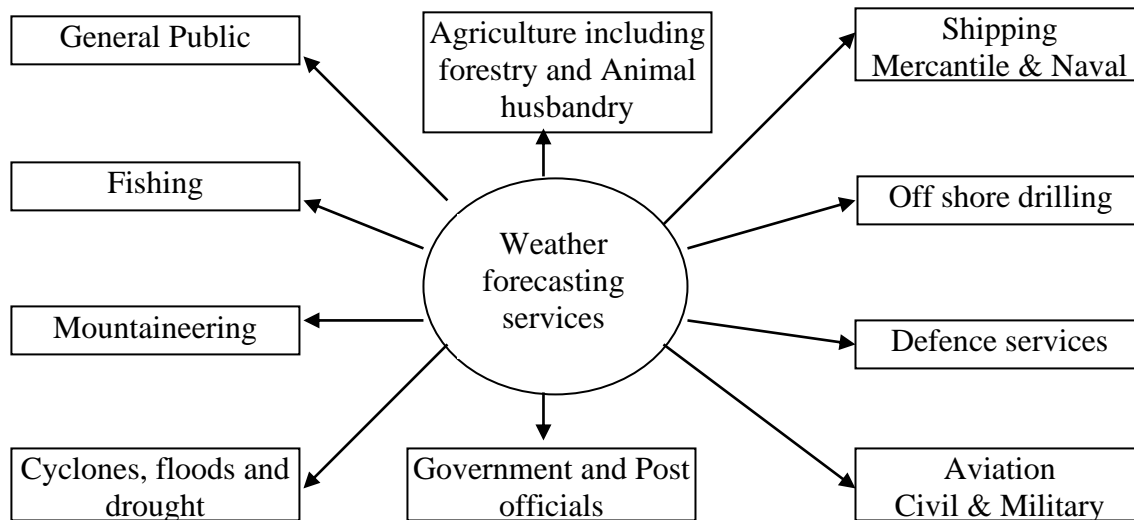 General Public
Agriculture including
forestry and Animal
husbandry
Shipping
Mercantile & Naval
Fishing
Off shore drilling
Weather
forecasting
services
Mountaineering
Defence services
Cyclones, floods and
drought
Government and Post
officials
Aviation
Civil & Military